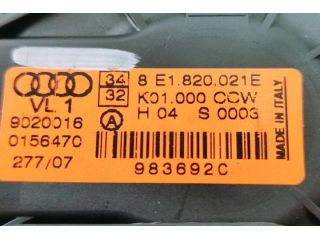 34 8 E1.820.021E
VL 1 32 K01.000 CCW
9020016 A H 04 S 0003
0156470
277/07 983692C
MADE IN ITALY